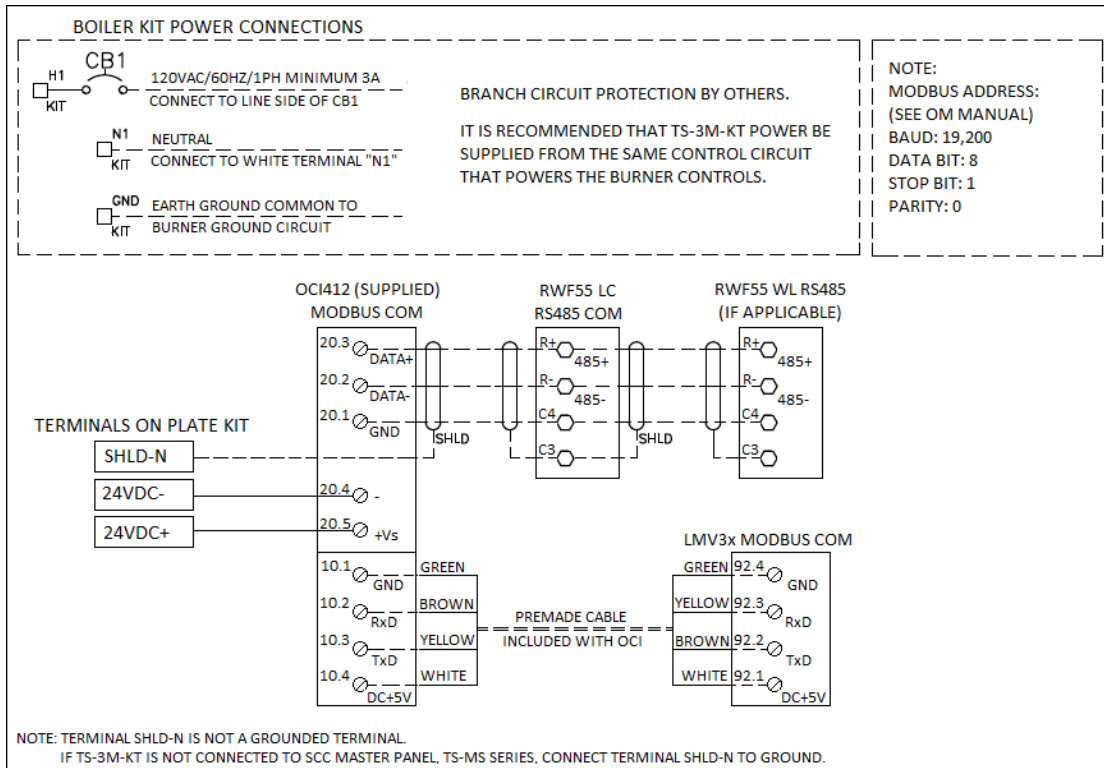 BOILER KIT POWER CONNECTIONS
CB1
H1
KIT
120VAC/60HZ/1PH MINIMUM 3A
CONNECT TO LINE SIDE OF CB1
N1
KIT
NEUTRAL
CONNECT TO WHITE TERMINAL "N1"
GND
KIT
EARTH GROUND COMMON TO
BURNER GROUND CIRCUIT
BRANCH CIRCUIT PROTECTION BY OTHERS.
IT IS RECOMMENDED THAT TS-3M-KT POWER BE
SUPPLIED FROM THE SAME CONTROL CIRCUIT
THAT POWERS THE BURNER CONTROLS.
NOTE:
MODBUS ADDRESS:
(SEE OM MANUAL)
BAUD: 19,200
DATA BIT: 8
STOP BIT: 1
PARITY: 0
OCI412 (SUPPLIED)
MODBUS COM
20.3 DATA+
20.2 DATA-
20.1 GND
SHLD
20.4 -
20.5 +Vs
10.1 GND GREEN
10.2 RxD BROWN
10.3 TxD YELLOW
10.4 DC+5V WHITE
TERMINALS ON PLATE KIT
SHLD-N
24VDC-
24VDC+
RWF55 LC
RS485 COM
R+ 485+
R- 485-
C4
C3
SHLD
RWF55 WL RS485
(IF APPLICABLE)
R+ 485+
R- 485-
C4
C3
PREMADE CABLE
INCLUDED WITH OCI
LMV3x MODBUS COM
GREEN 92.4 GND
YELLOW 92.3 RxD
BROWN 92.2 TxD
WHITE 92.1 DC+5V
NOTE: TERMINAL SHLD-N IS NOT A GROUNDED TERMINAL.
IF TS-3M-KT IS NOT CONNECTED TO SCC MASTER PANEL, TS-MS SERIES, CONNECT TERMINAL SHLD-N TO GROUND.